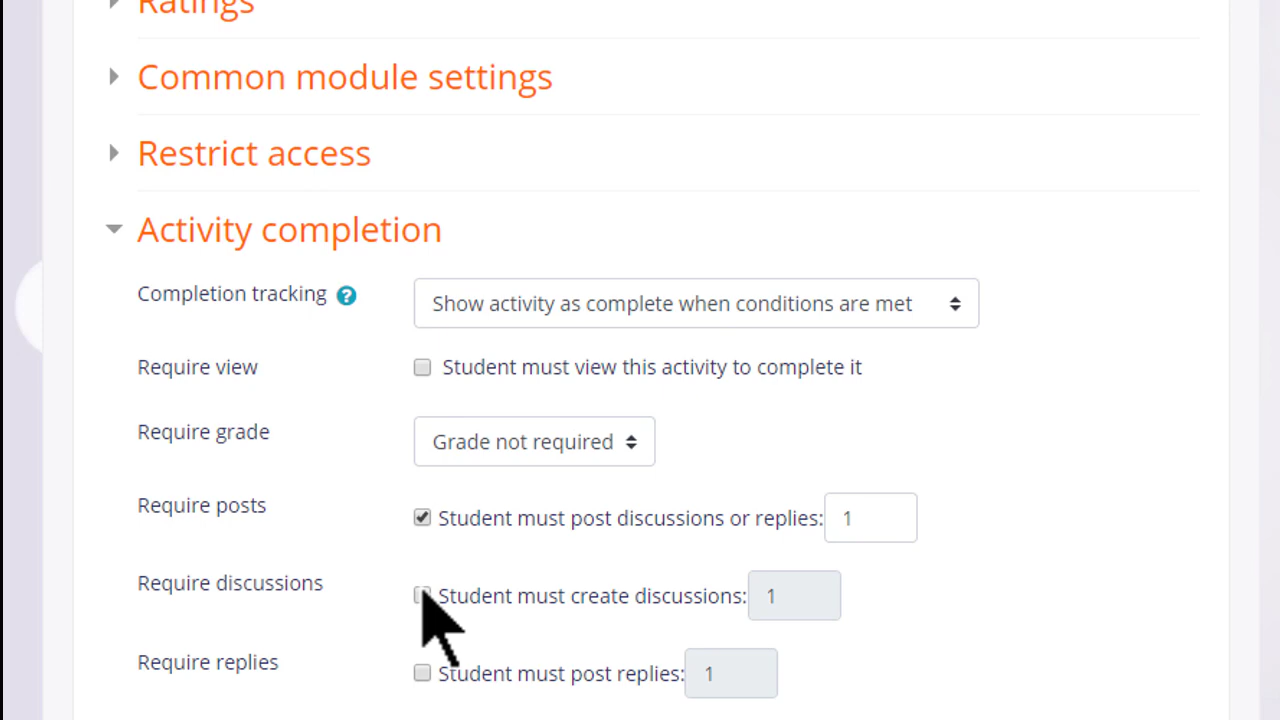 Ratings
Common module settings
Restrict access
Activity completion
Completion tracking ?
Show activity as complete when conditions are met
Require view
Student must view this activity to complete it
Require grade
Grade not required
Require posts
Student must post discussions or replies: 1
Require discussions
Student must create discussions: 1
Require replies
Student must post replies: 1